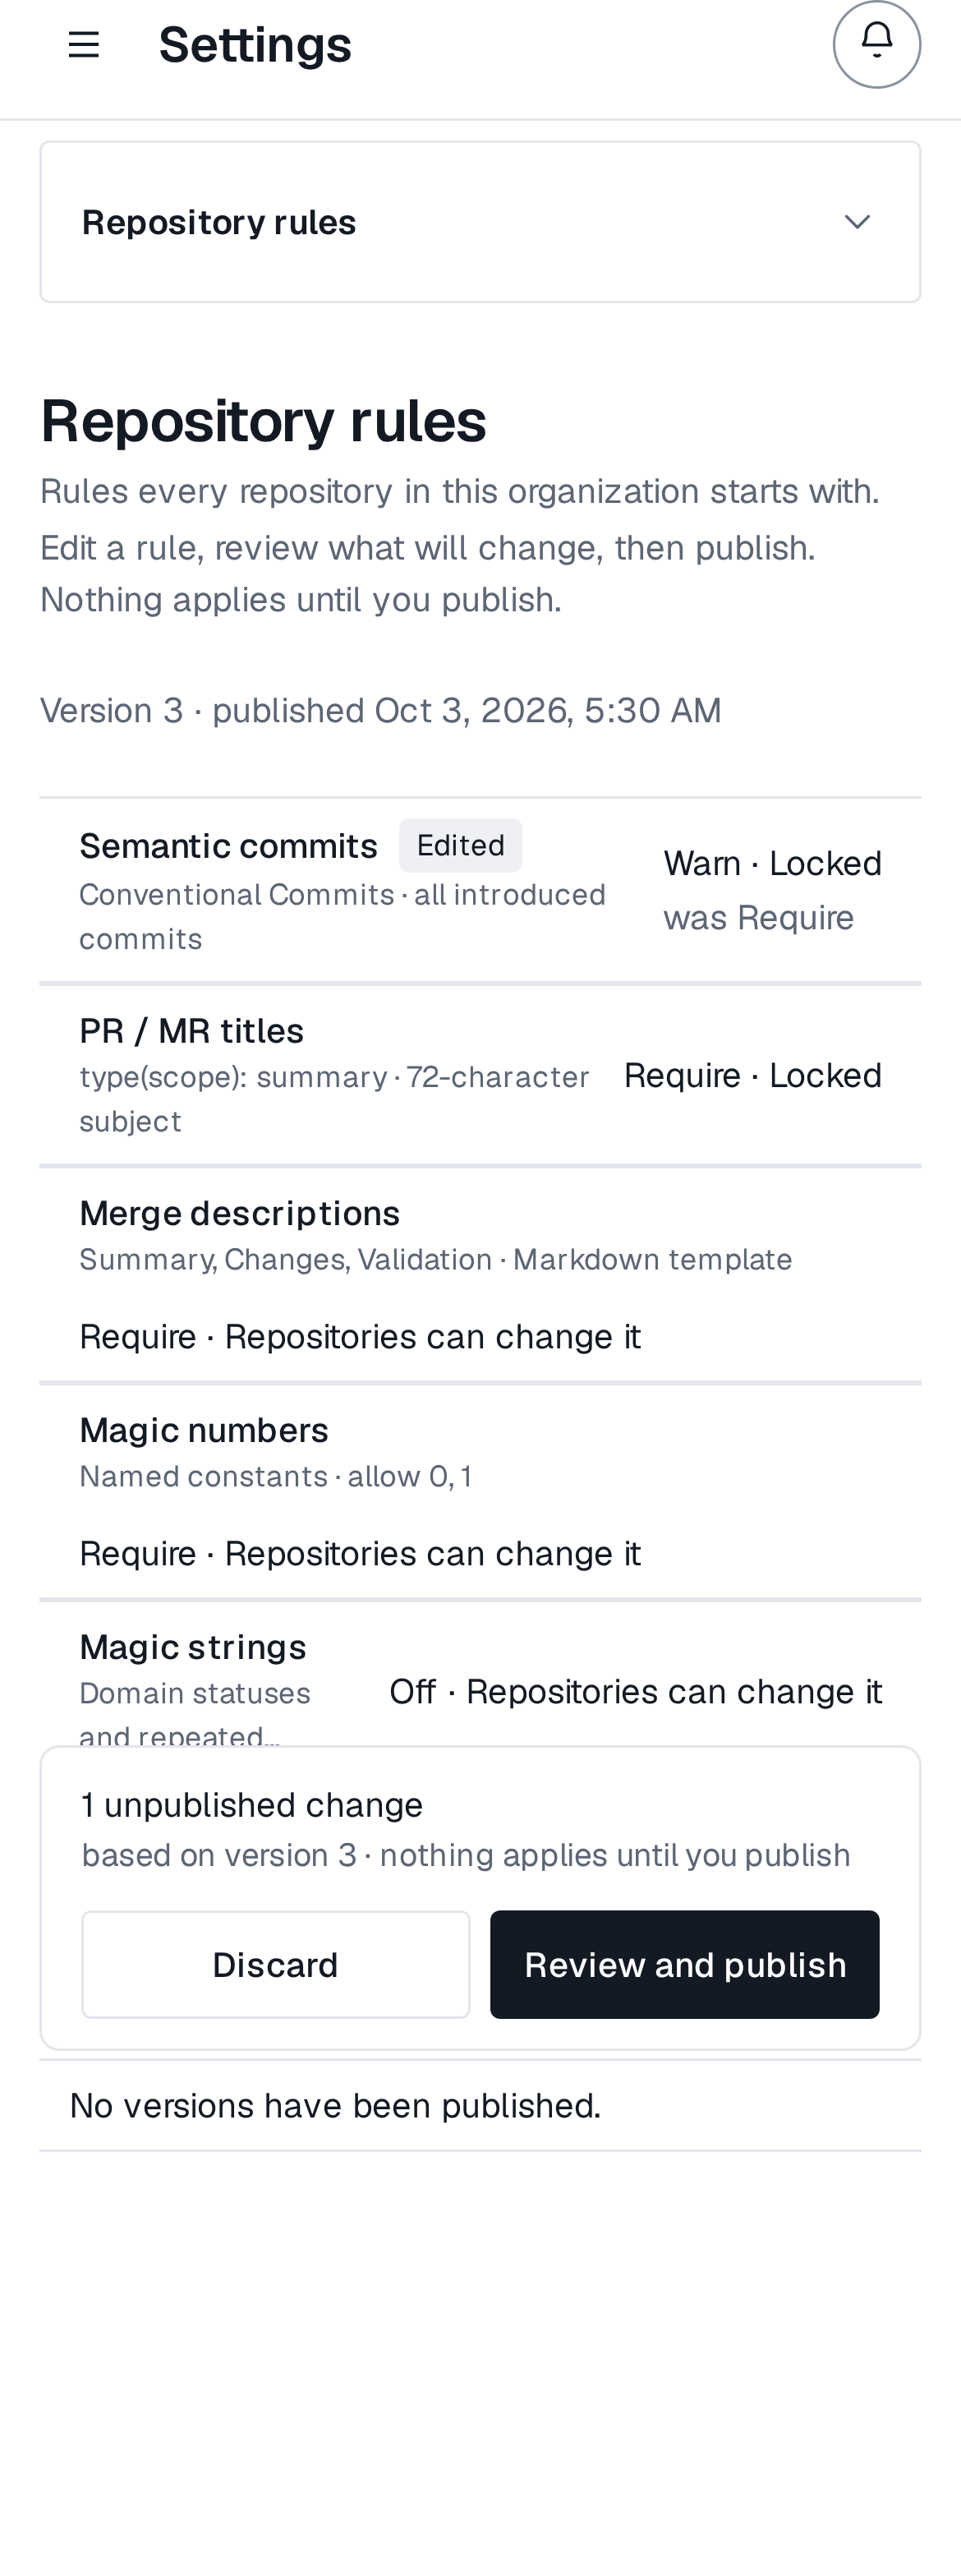 Settings
Repository rules
Repository rules
Rules every repository in this organization starts with.
Edit a rule, review what will change, then publish.
Nothing applies until you publish.
Version 3 · published Oct 3, 2026, 5:30 AM
Semantic commits Edited
Conventional Commits · all introduced
commits
Warn · Locked
was Require
PR / MR titles
type(scope): summary · 72-character
subject
Require · Locked
Merge descriptions
Summary, Changes, Validation · Markdown template
Require · Repositories can change it
Magic numbers
Named constants · allow 0, 1
Require · Repositories can change it
Magic strings
Domain statuses
and repeated…
Off · Repositories can change it
1 unpublished change
based on version 3 · nothing applies until you publish
Discard
Review and publish
No versions have been published.